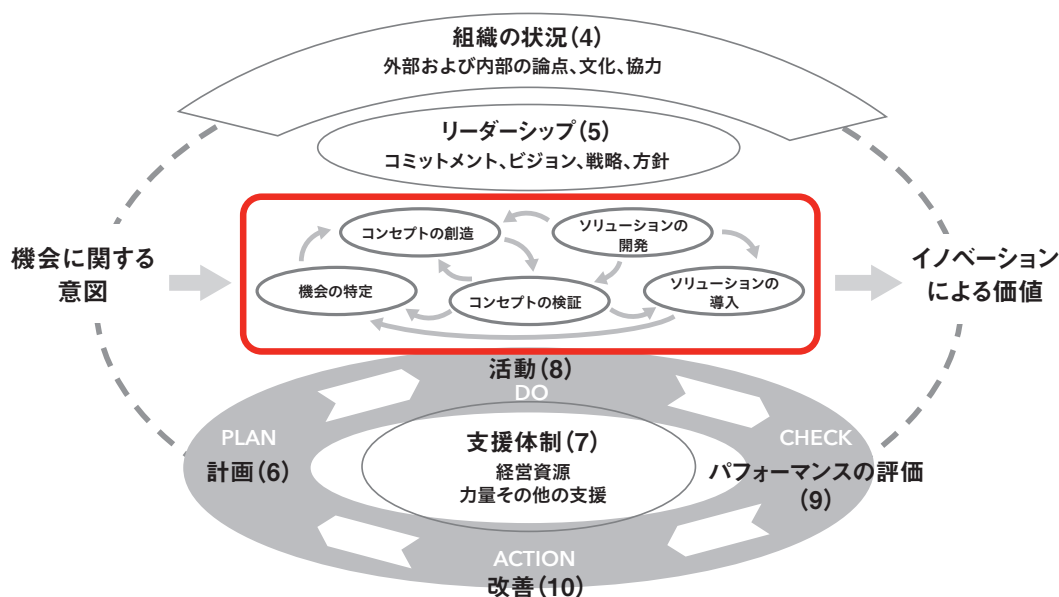 組織の状況(4)
外部および内部の論点、文化、協力
リーダーシップ(5)
コミットメント、ビジョン、戦略、方針
機会に関する
意図
コンセプトの創造
ソリューションの
開発
機会の特定
コンセプトの検証
ソリューションの
導入
イノベーション
による価値
活動(8)
DO
PLAN
計画(6)
支援体制(7)
経営資源
力量その他の支援
CHECK
パフォーマンスの評価
(9)
ACTION
改善(10)